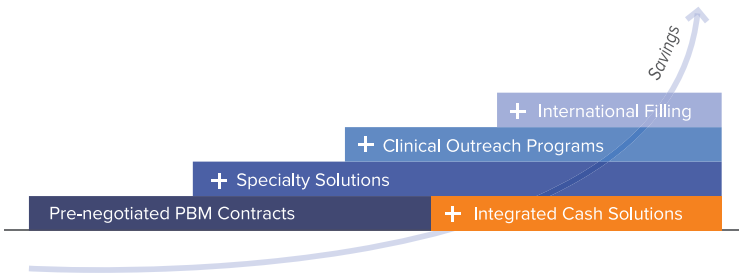 Savings
+ International Filling
+ Clinical Outreach Programs
+ Specialty Solutions
Pre-negotiated PBM Contracts
+ Integrated Cash Solutions